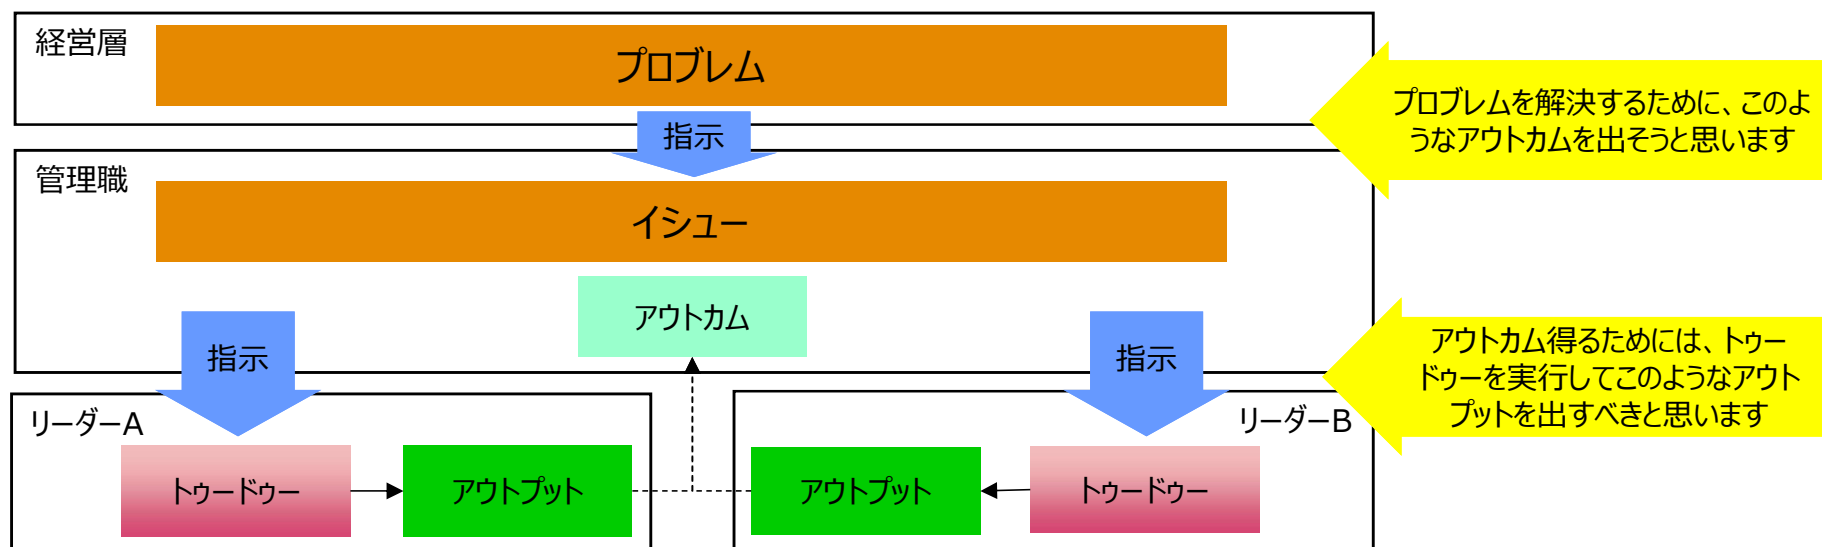 経営層
プロブレム
指示
プロブレムを解決するために、このよ
うなアウトカムを出そうと思います
管理職
イシュー
アウトカム
指示
指示
アウトカム得るためには、トゥー
ドゥーを実行してこのようなアウト
プットを出すべきと思います
リーダーA
リーダーB
トゥードゥー
アウトプット
アウトプット
トゥードゥー